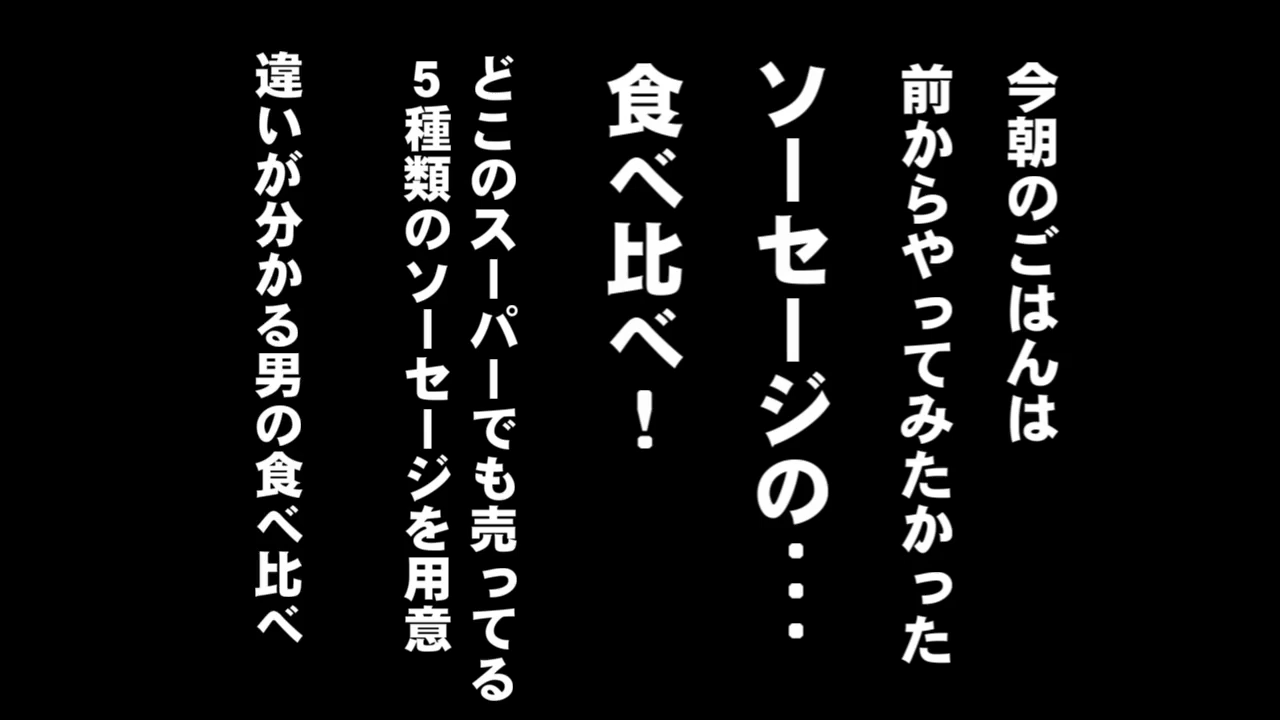 今朝のごはんは
前からやってみたかった
ソーセージの・・・
食べ比べ！
どこのスーパーでも売ってる
5種類のソーセージを用意
違いが分かる男の食べ比べ